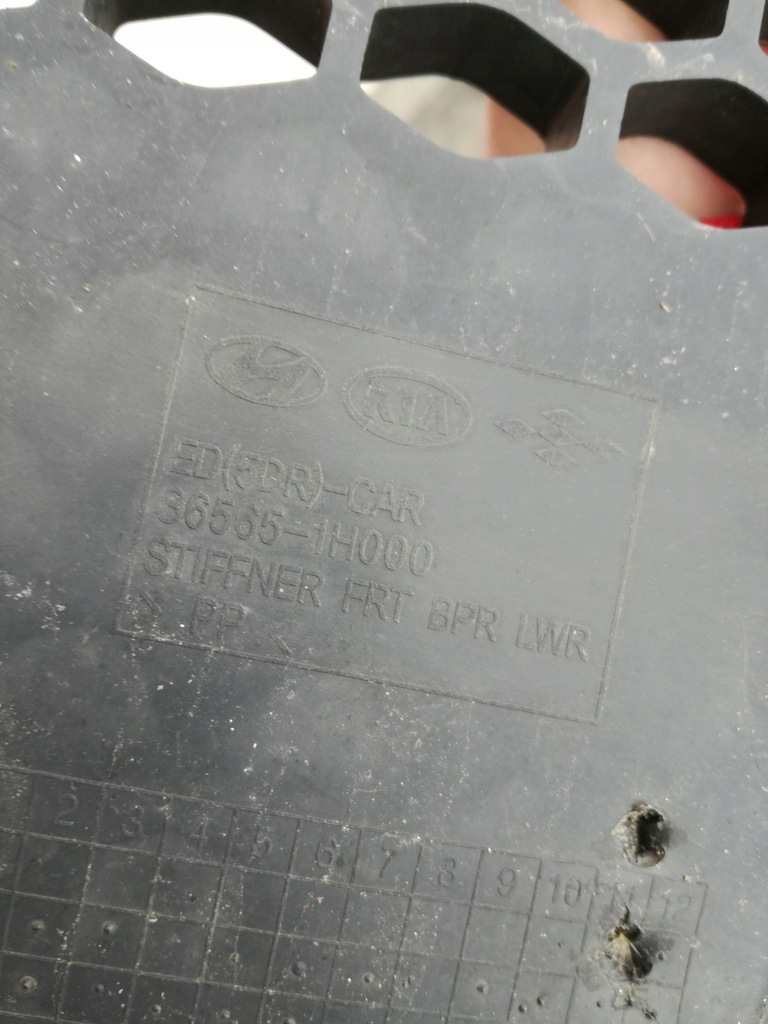 KIA
ED(5DR)-CAR
36565-1H000
STIFFNER FRT BPR LWR
> PP <
2 3 4 5 6 7 8 9 10 11 12